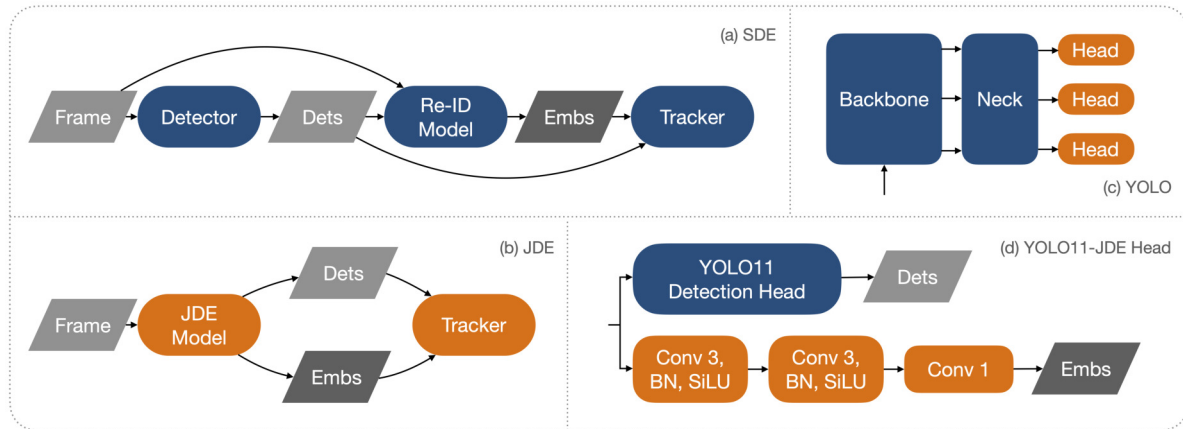 (a) SDE
Frame
Detector
Dets
Re-ID
Model
Embs
Tracker
Backbone
Neck
Head
Head
Head
(c) YOLO
(b) JDE
Frame
JDE
Model
Dets
Embs
Tracker
(d) YOLO11-JDE Head
YOLO11
Detection Head
Dets
Conv 3,
BN, SiLU
Conv 3,
BN, SiLU
Conv 1
Embs